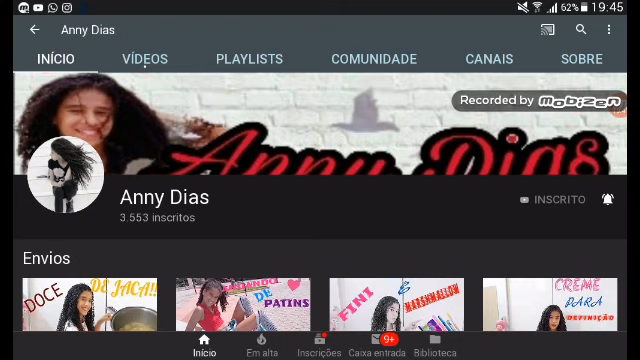 62% 19:45
Anny Dias
INÍCIO VÍDEOS PLAYLISTS COMUNIDADE CANAIS SOBRE
Recorded by MOBIZEN
Anny Dias
Anny Dias
3.553 inscritos
INSCRITO
Envios
DOCE DE JACA!!
DE PATINS
FINI & MARSHMALLOW
CREME PARA DEFINIÇÃO
9+
Início Em alta Inscrições Caixa entrada Biblioteca